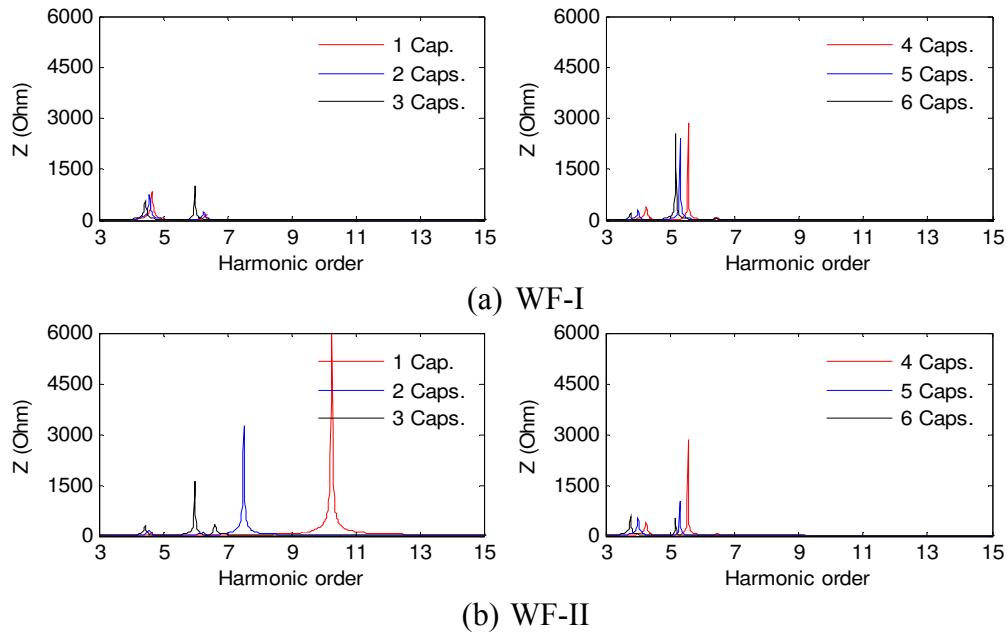 6000
4500
3000
1500
0
Z (Ohm)
1 Cap.
2 Caps.
3 Caps.
3 5 7 9 11 13 15
Harmonic order
6000
4500
3000
1500
0
Z (Ohm)
4 Caps.
5 Caps.
6 Caps.
3 5 7 9 11 13 15
Harmonic order
(a) WF-I
6000
4500
3000
1500
0
Z (Ohm)
1 Cap.
2 Caps.
3 Caps.
3 5 7 9 11 13 15
Harmonic order
6000
4500
3000
1500
0
Z (Ohm)
4 Caps.
5 Caps.
6 Caps.
3 5 7 9 11 13 15
Harmonic order
(b) WF-II